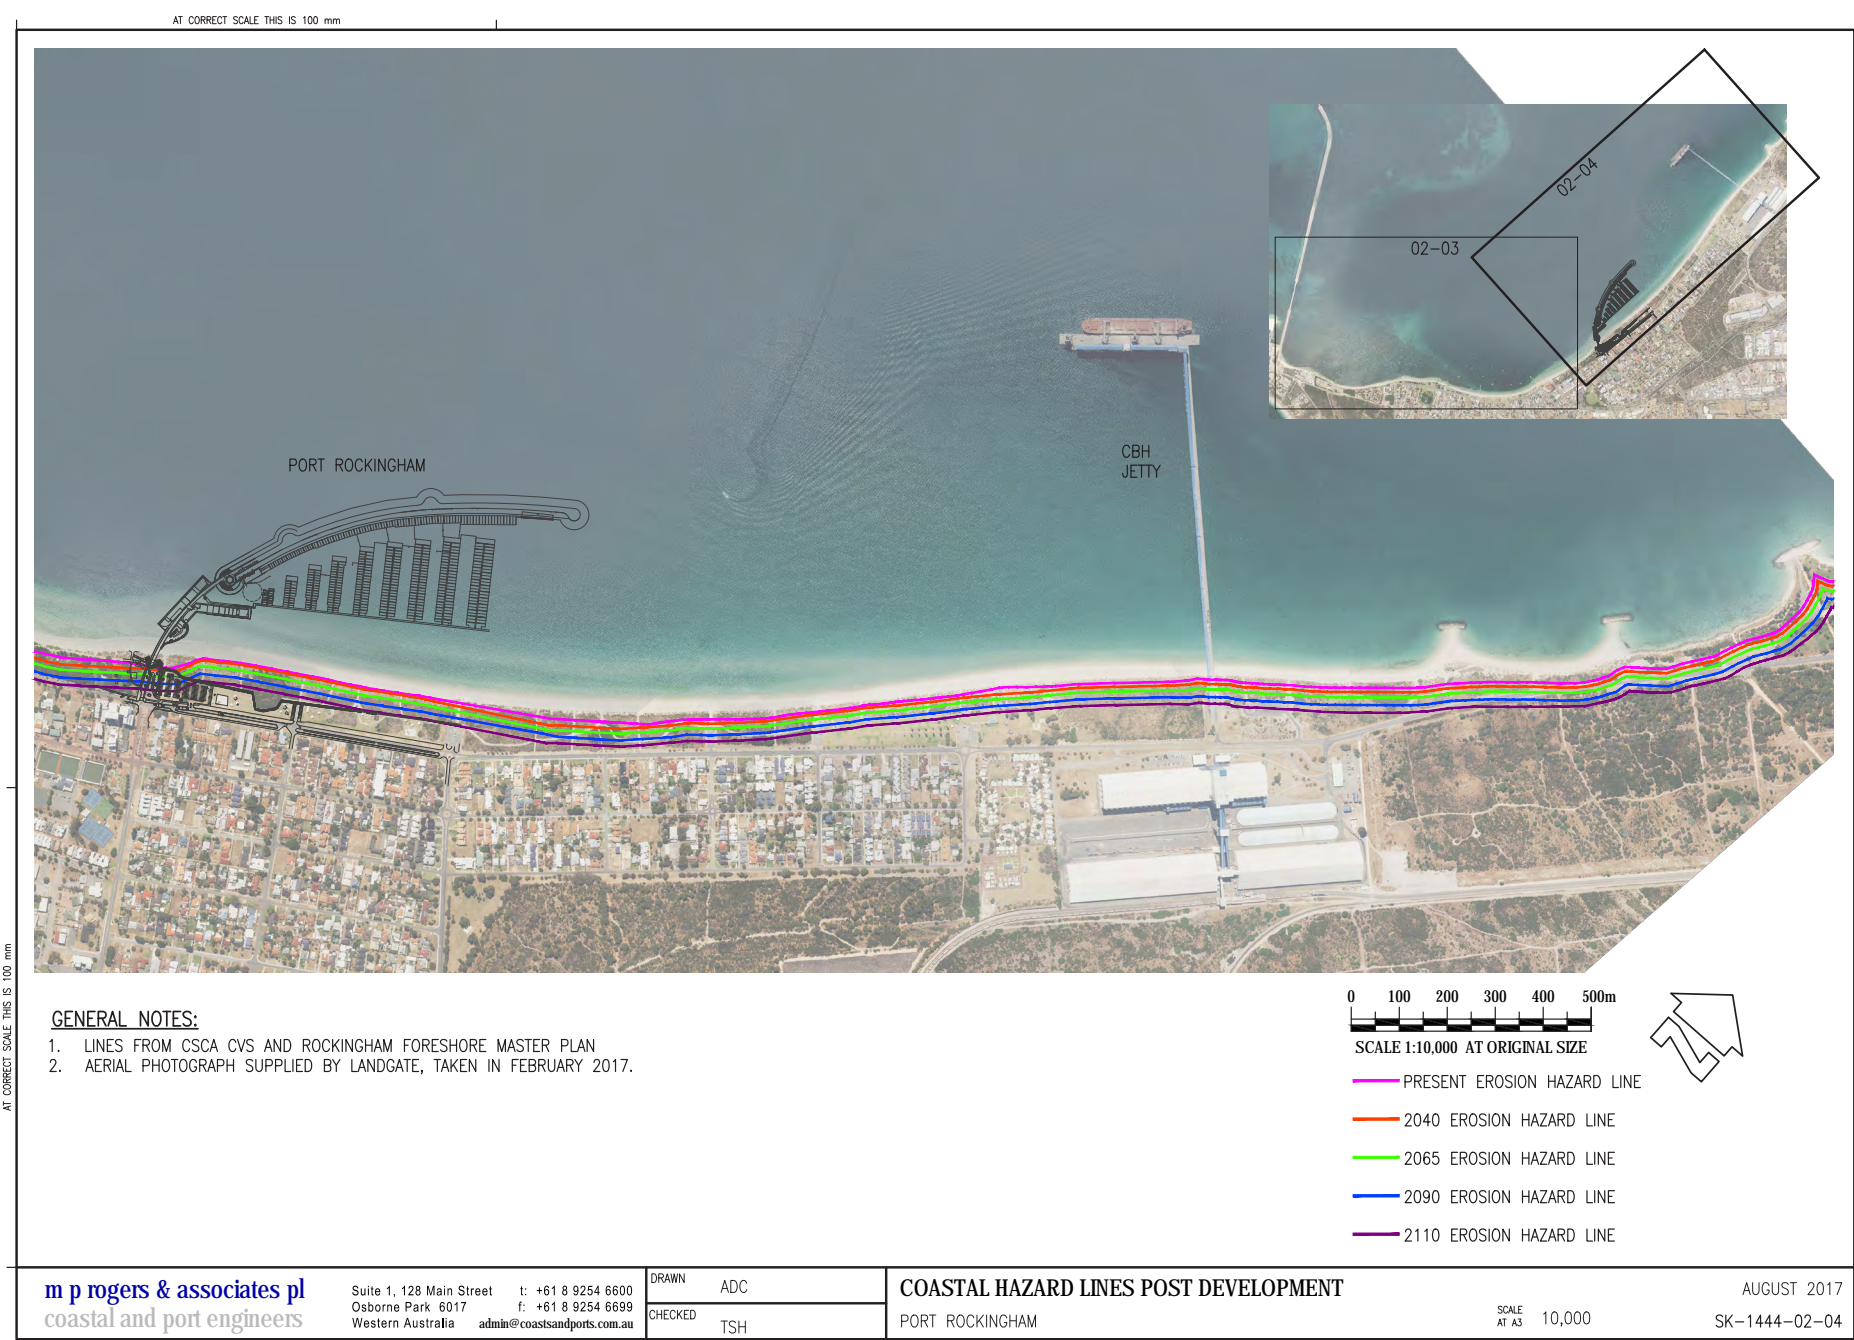 AT CORRECT SCALE THIS IS 100 mm
02-04
02-03
PORT ROCKINGHAM
CBH
JETTY
AT CORRECT SCALE THIS IS 100 mm
GENERAL NOTES:
1. LINES FROM CSCA CVS AND ROCKINGHAM FORESHORE MASTER PLAN
2. AERIAL PHOTOGRAPH SUPPLIED BY LANDGATE, TAKEN IN FEBRUARY 2017.
0 100 200 300 400 500m
SCALE 1:10,000 AT ORIGINAL SIZE
PRESENT EROSION HAZARD LINE
2040 EROSION HAZARD LINE
2065 EROSION HAZARD LINE
2090 EROSION HAZARD LINE
2110 EROSION HAZARD LINE
m p rogers & associates pl
coastal and port engineers
Suite 1, 128 Main Street t: +61 8 9254 6600
Osborne Park 6017 f: +61 8 9254 6699
Western Australia admin@coastsandports.com.au
DRAWN ADC
CHECKED TSH
COASTAL HAZARD LINES POST DEVELOPMENT
PORT ROCKINGHAM
SCALE AT A3 10,000
AUGUST 2017
SK-1444-02-04